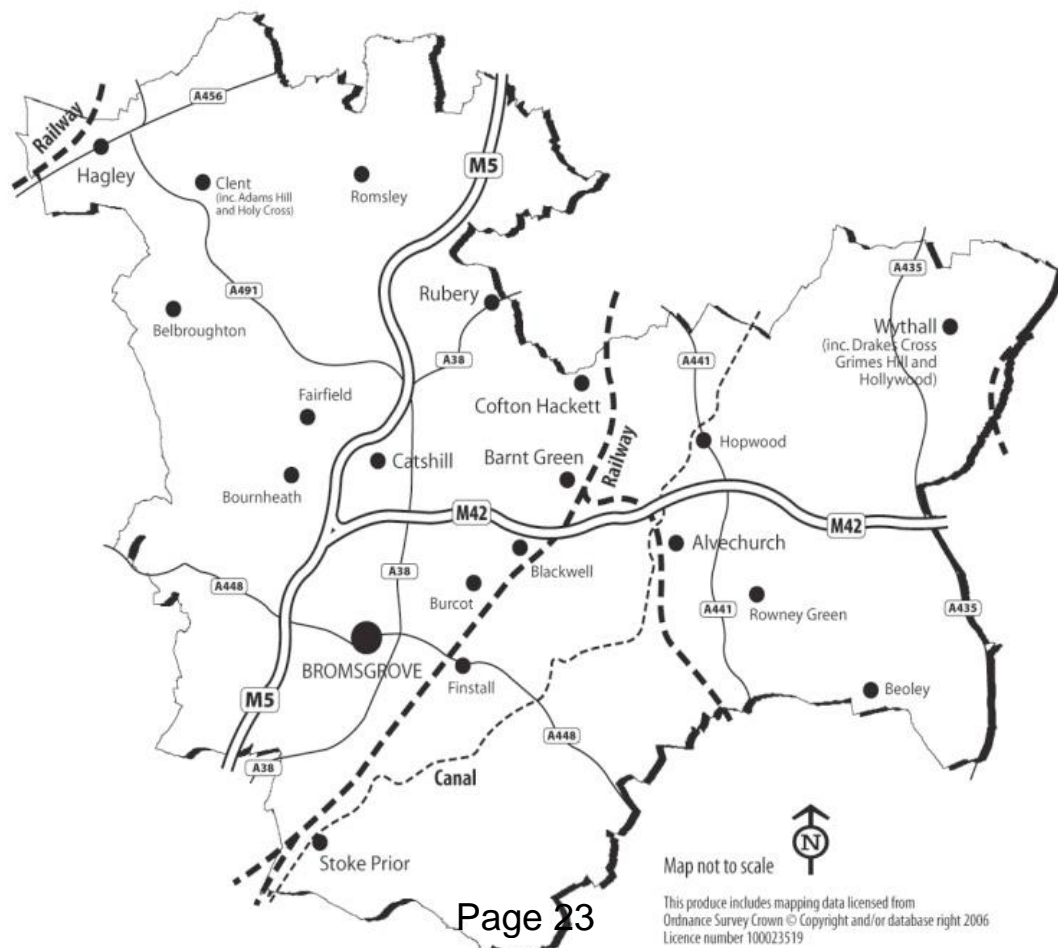 A456
Railway
Hagley
Clent
(inc. Adams Hill
and Holy Cross)
Romsley
M5
A435
A491
Rubery
Belbroughton
Wythall
(inc. Drakes Cross
Grimes Hill and
Hollywood)
A38
A441
Cofton Hackett
Fairfield
Railway
Hopwood
Catshill
Barnt Green
Bournheath
M42
M42
Alvechurch
Blackwell
A38
A448
Burcot
Rowney Green
A441
A435
BROMSGROVE
Finstall
Beoley
M5
A448
A38
Canal
Stoke Prior
N
Map not to scale
This produce includes mapping data licensed from
Ordnance Survey Crown © Copyright and/or database right 2006
Licence number 100023519
Page 23